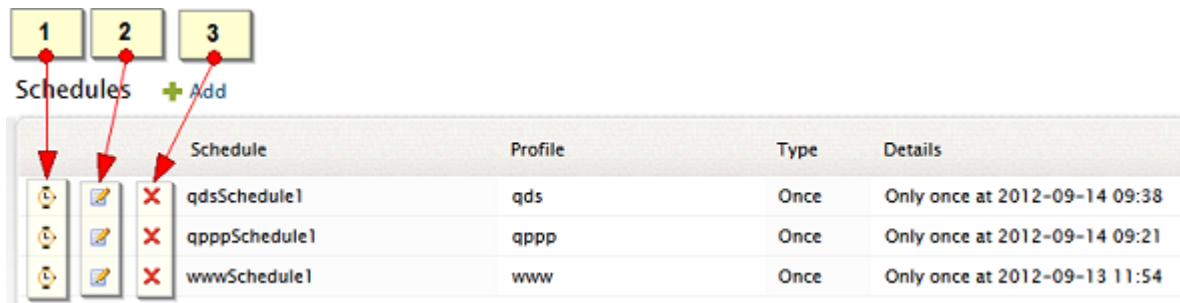 1 2 3
Schedules Add
Schedule Profile Type Details
qdsSchedule1 qds Once Only once at 2012-09-14 09:38
qpppSchedule1 qppp Once Only once at 2012-09-14 09:21
wwwSchedule1 www Once Only once at 2012-09-13 11:54